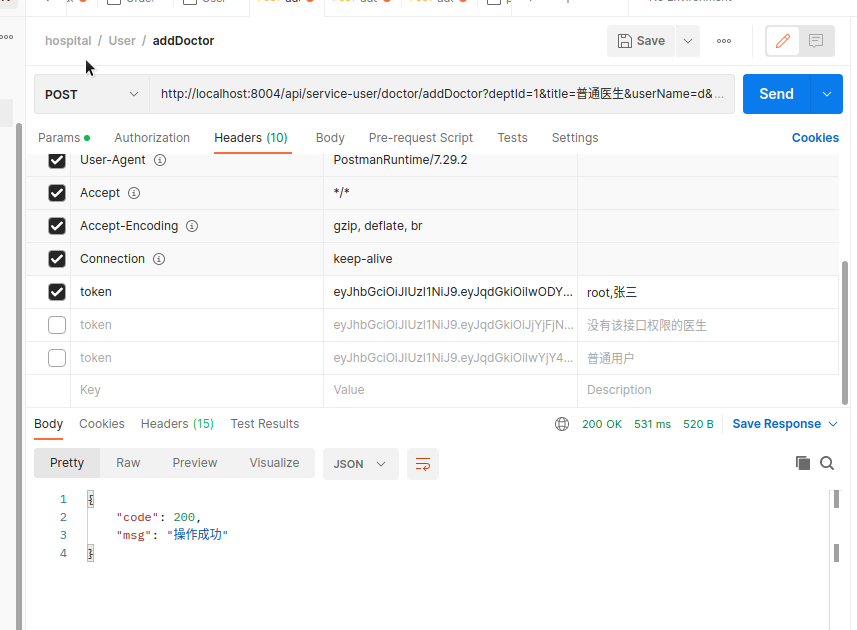 hospital / User / addDoctor
Save
POST
http://localhost:8004/api/service-user/doctor/addDoctor?deptId=1&title=普通医生&userName=d&...
Send
Params
Authorization
Headers (10)
Body
Pre-request Script
Tests
Settings
Cookies
User-Agent
PostmanRuntime/7.29.2
Accept
*/*
Accept-Encoding
gzip, deflate, br
Connection
keep-alive
token
eyJhbGciOiJIUzI1NiJ9.eyJqdGkiOiIwODY...
root,张三
token
eyJhbGciOiJIUzI1NiJ9.eyJqdGkiOiJjYjFjN...
没有该接口权限的医生
token
eyJhbGciOiJIUzI1NiJ9.eyJqdGkiOiIwYjY4...
普通用户
Key
Value
Description
Body
Cookies
Headers (15)
Test Results
200 OK
531 ms
520 B
Save Response
Pretty
Raw
Preview
Visualize
JSON
1 {
2 "code": 200,
3 "msg": "操作成功"
4 }